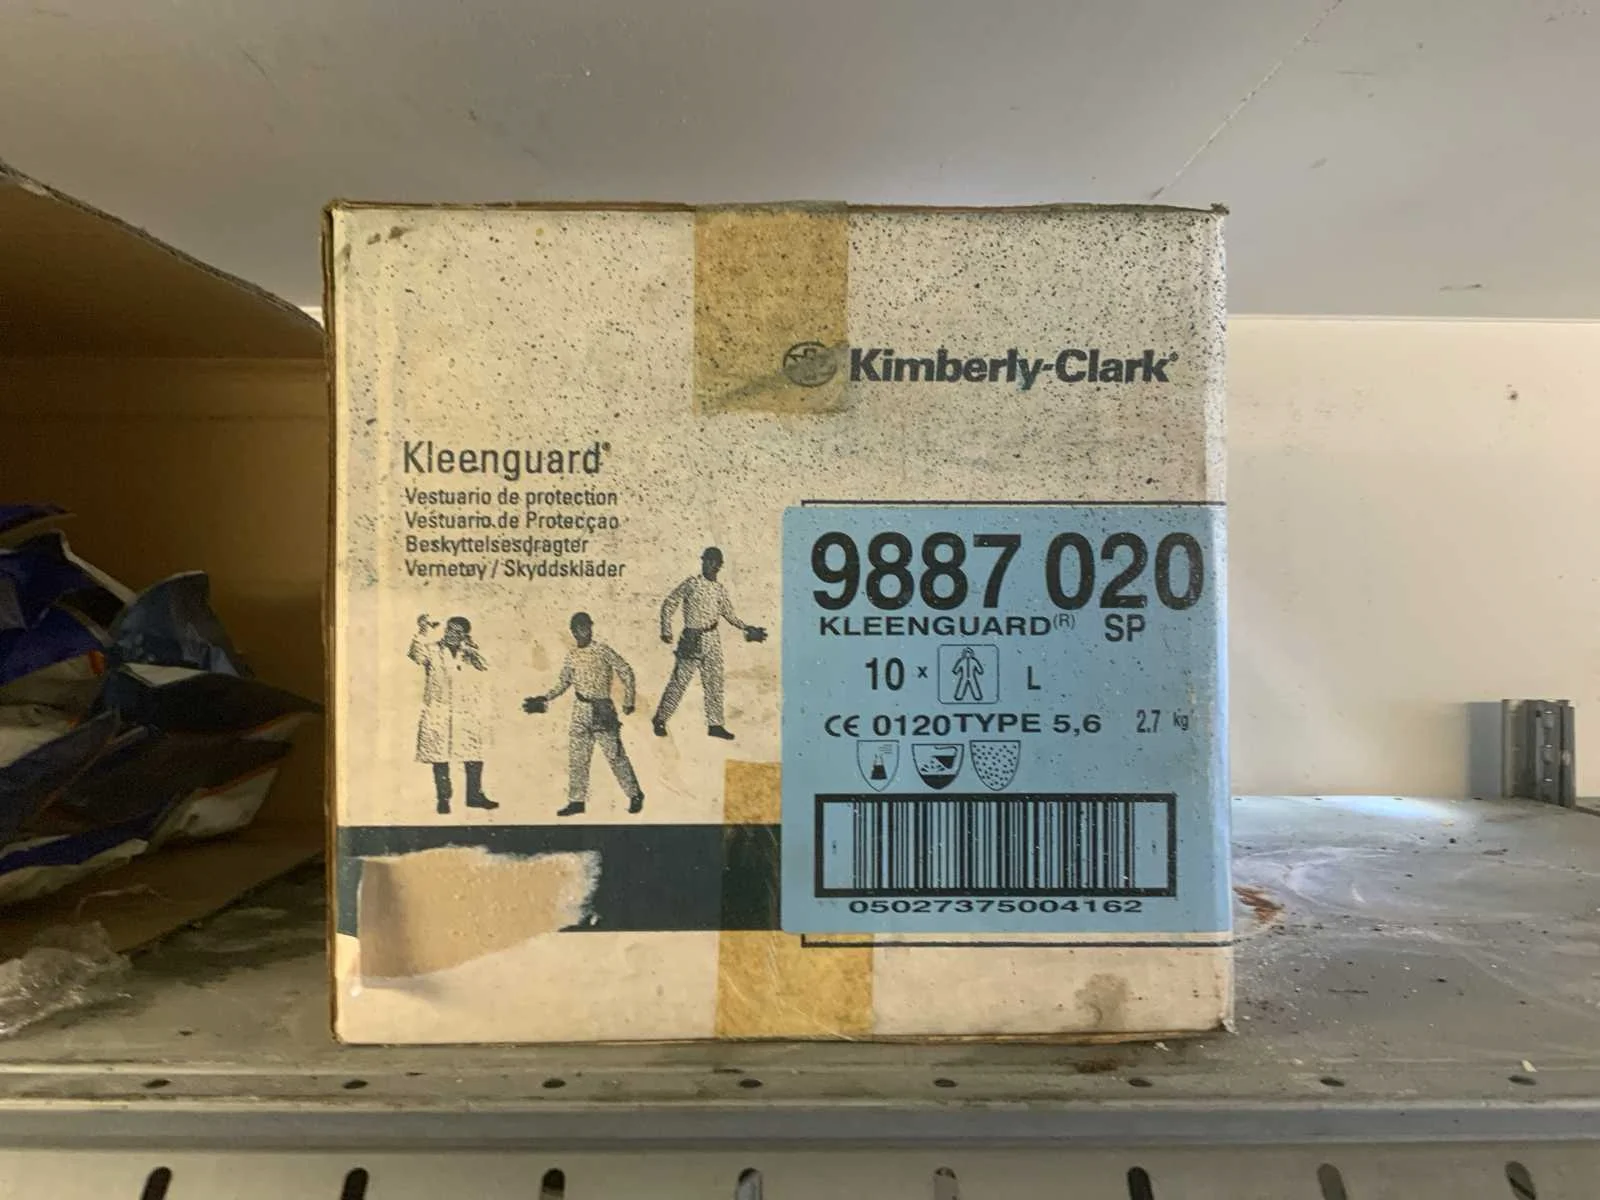 Kimberly-Clark®
Kleenguard®
Vestuario de protection
Vestuario de Protecçao
Beskyttelsesdragter
Vernetøy / Skyddskläder
9887 020
KLEENGUARD(R) SP
10 x L
CE 0120 TYPE 5,6 2.7 kg
05027375004162